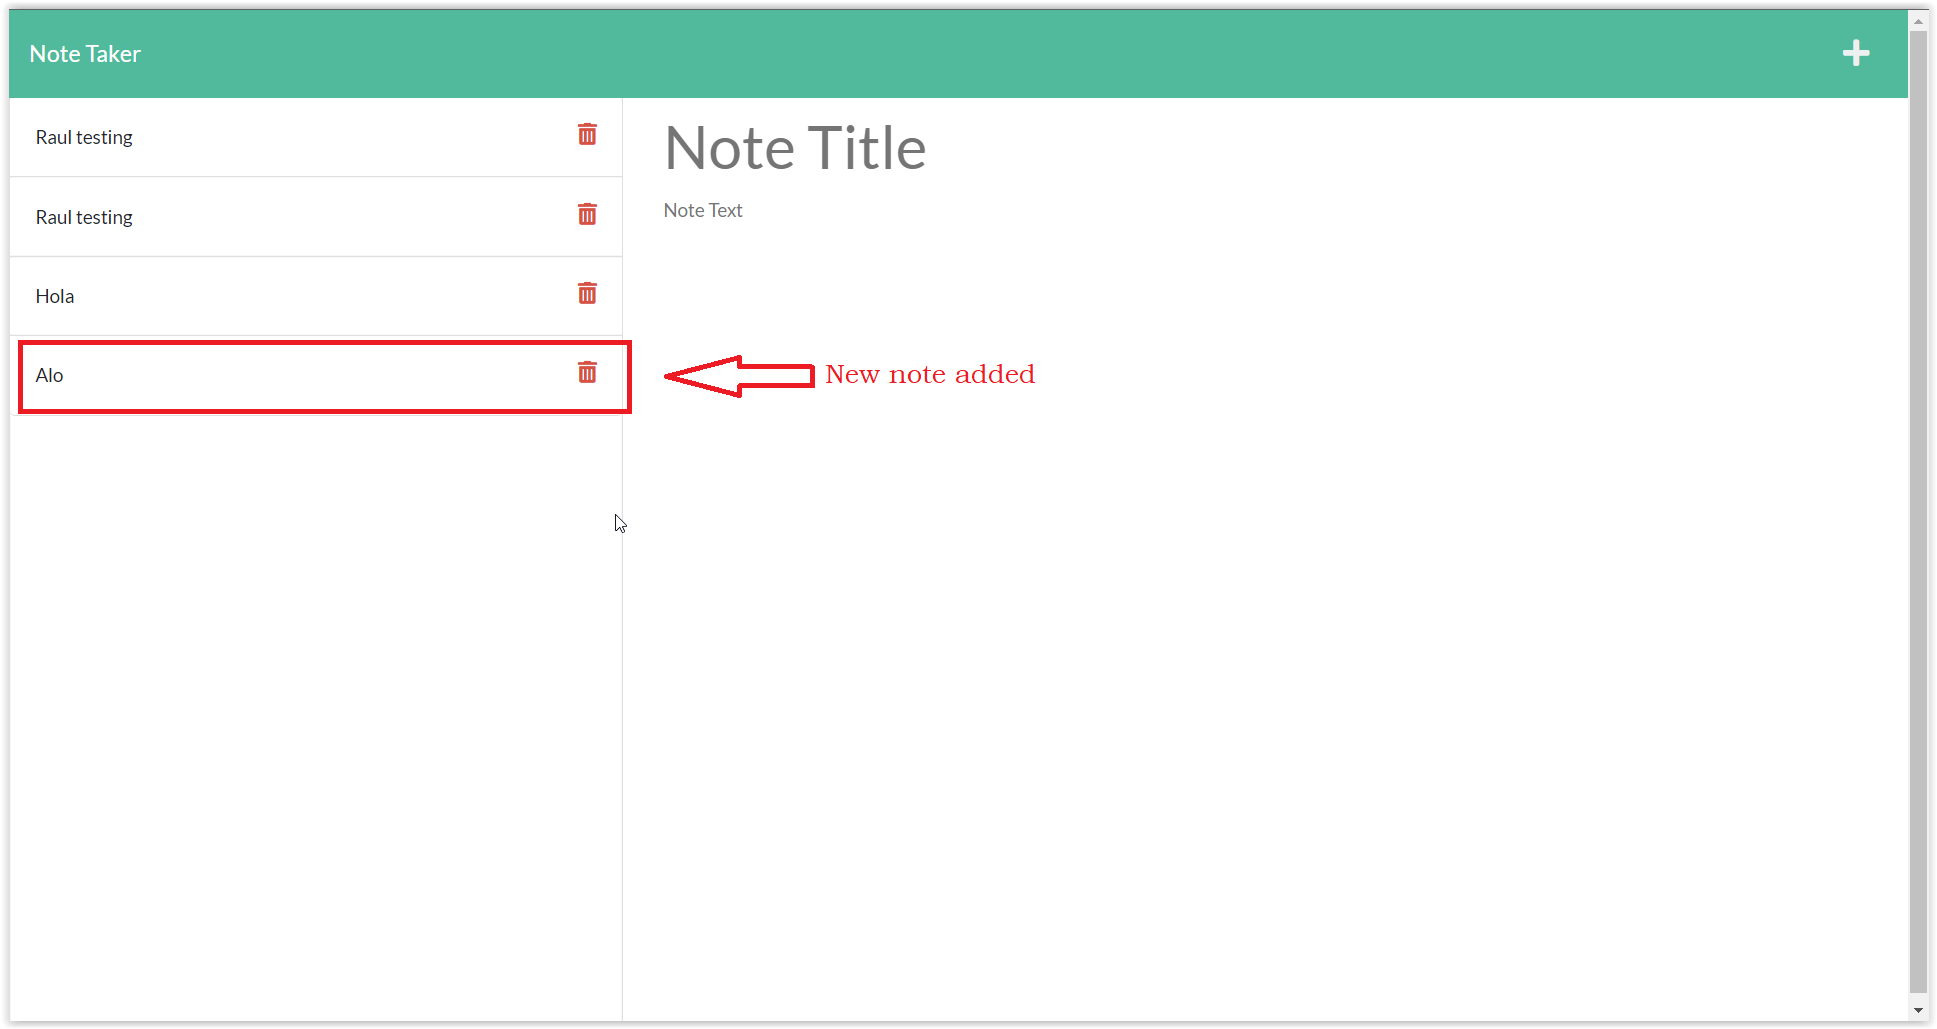 Note Taker
Raul testing
Raul testing
Hola
Alo
Note Title
Note Text
New note added